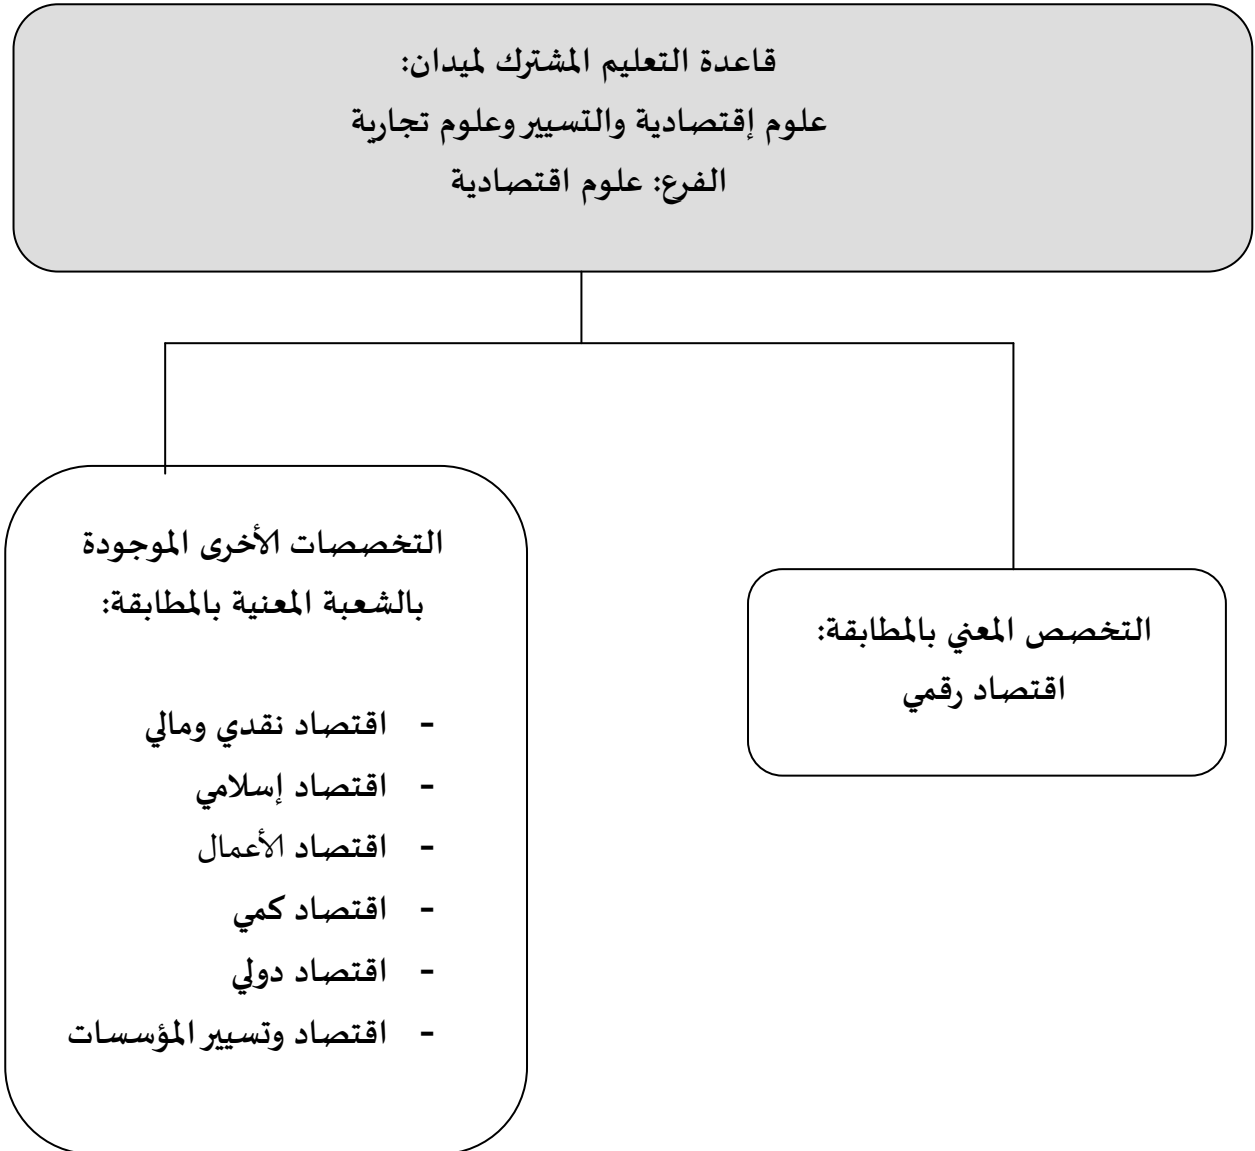 قاعدة التعليم المشترك لميدان:
علوم إقتصادية والتسيير وعلوم تجارية
الفرع: علوم اقتصادية
التخصص المعني بالمطابقة:
اقتصاد رقمي
التخصصات الأخرى الموجودة
بالشعبة المعنية بالمطابقة:
- اقتصاد نقدي ومالي
- اقتصاد إسلامي
- اقتصاد الأعمال
- اقتصاد كمي
- اقتصاد دولي
- اقتصاد وتسيير المؤسسات